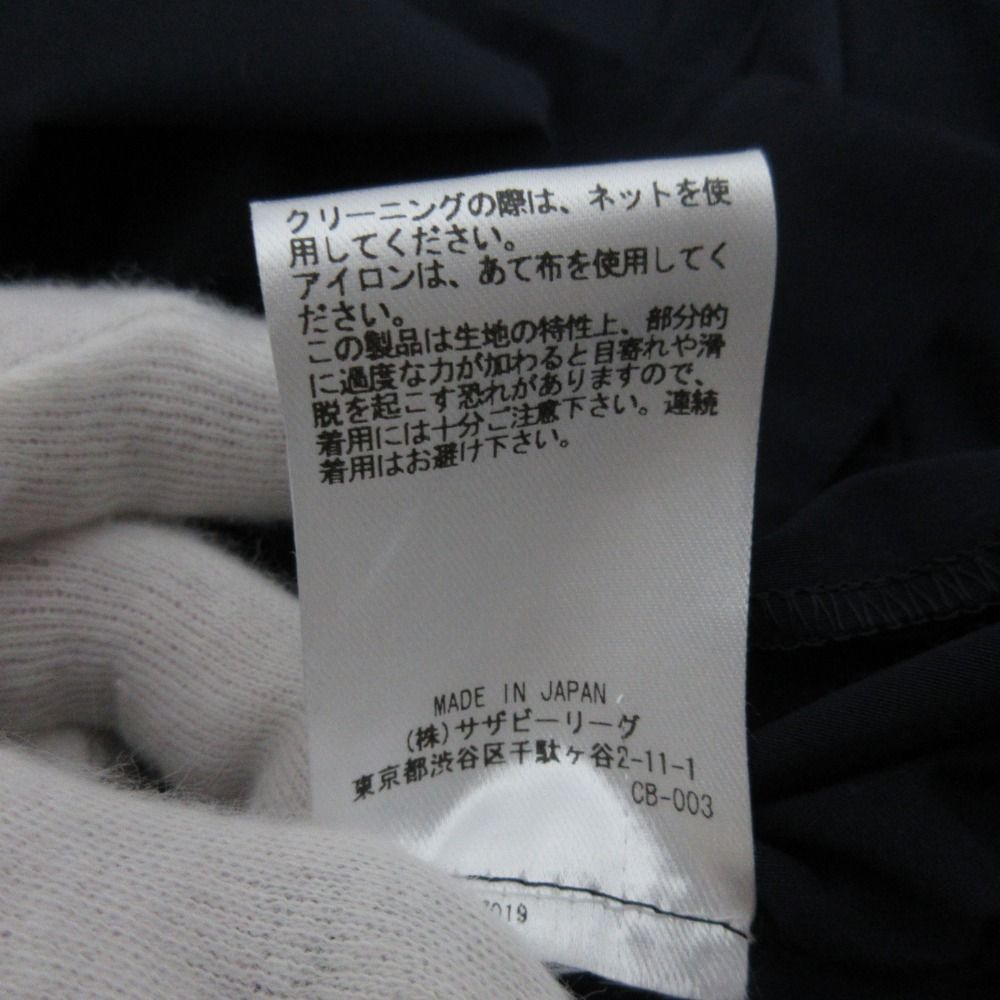 クリーニングの際は、ネットを使
用してください。
アイロンは、あて布を使用してく
ださい。
この製品は生地の特性上、部分的
に過度な力が加わると目寄れや滑
脱を起こす恐れがありますので、
着用には十分ご注意下さい。連続
着用はお避け下さい。
MADE IN JAPAN
(株)サザビーリーグ
東京都渋谷区千駄ヶ谷2-11-1
CB-003